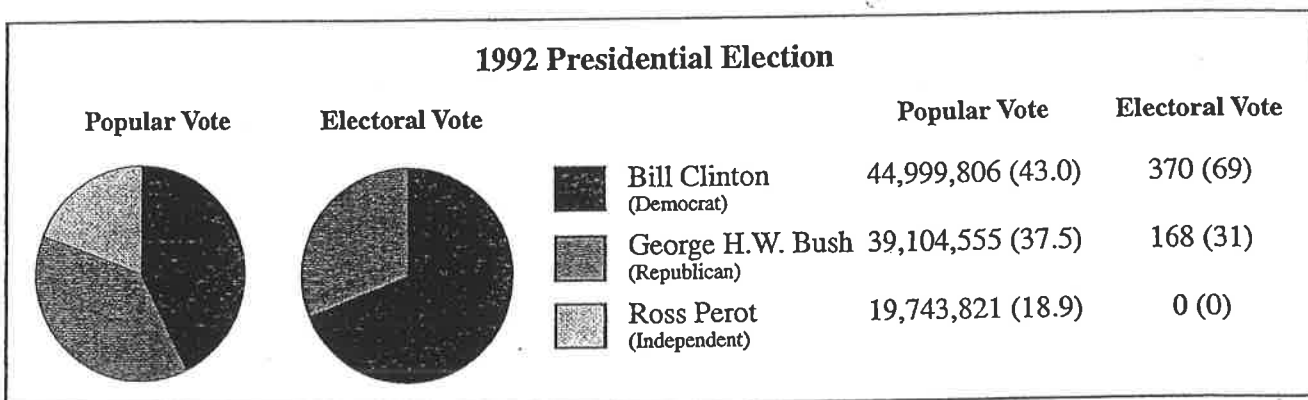 1992 Presidential Election
Popular Vote
Electoral Vote
Popular Vote Electoral Vote
Bill Clinton 44,999,806 (43.0) 370 (69)
(Democrat)
George H.W. Bush 39,104,555 (37.5) 168 (31)
(Republican)
Ross Perot 19,743,821 (18.9) 0 (0)
(Independent)